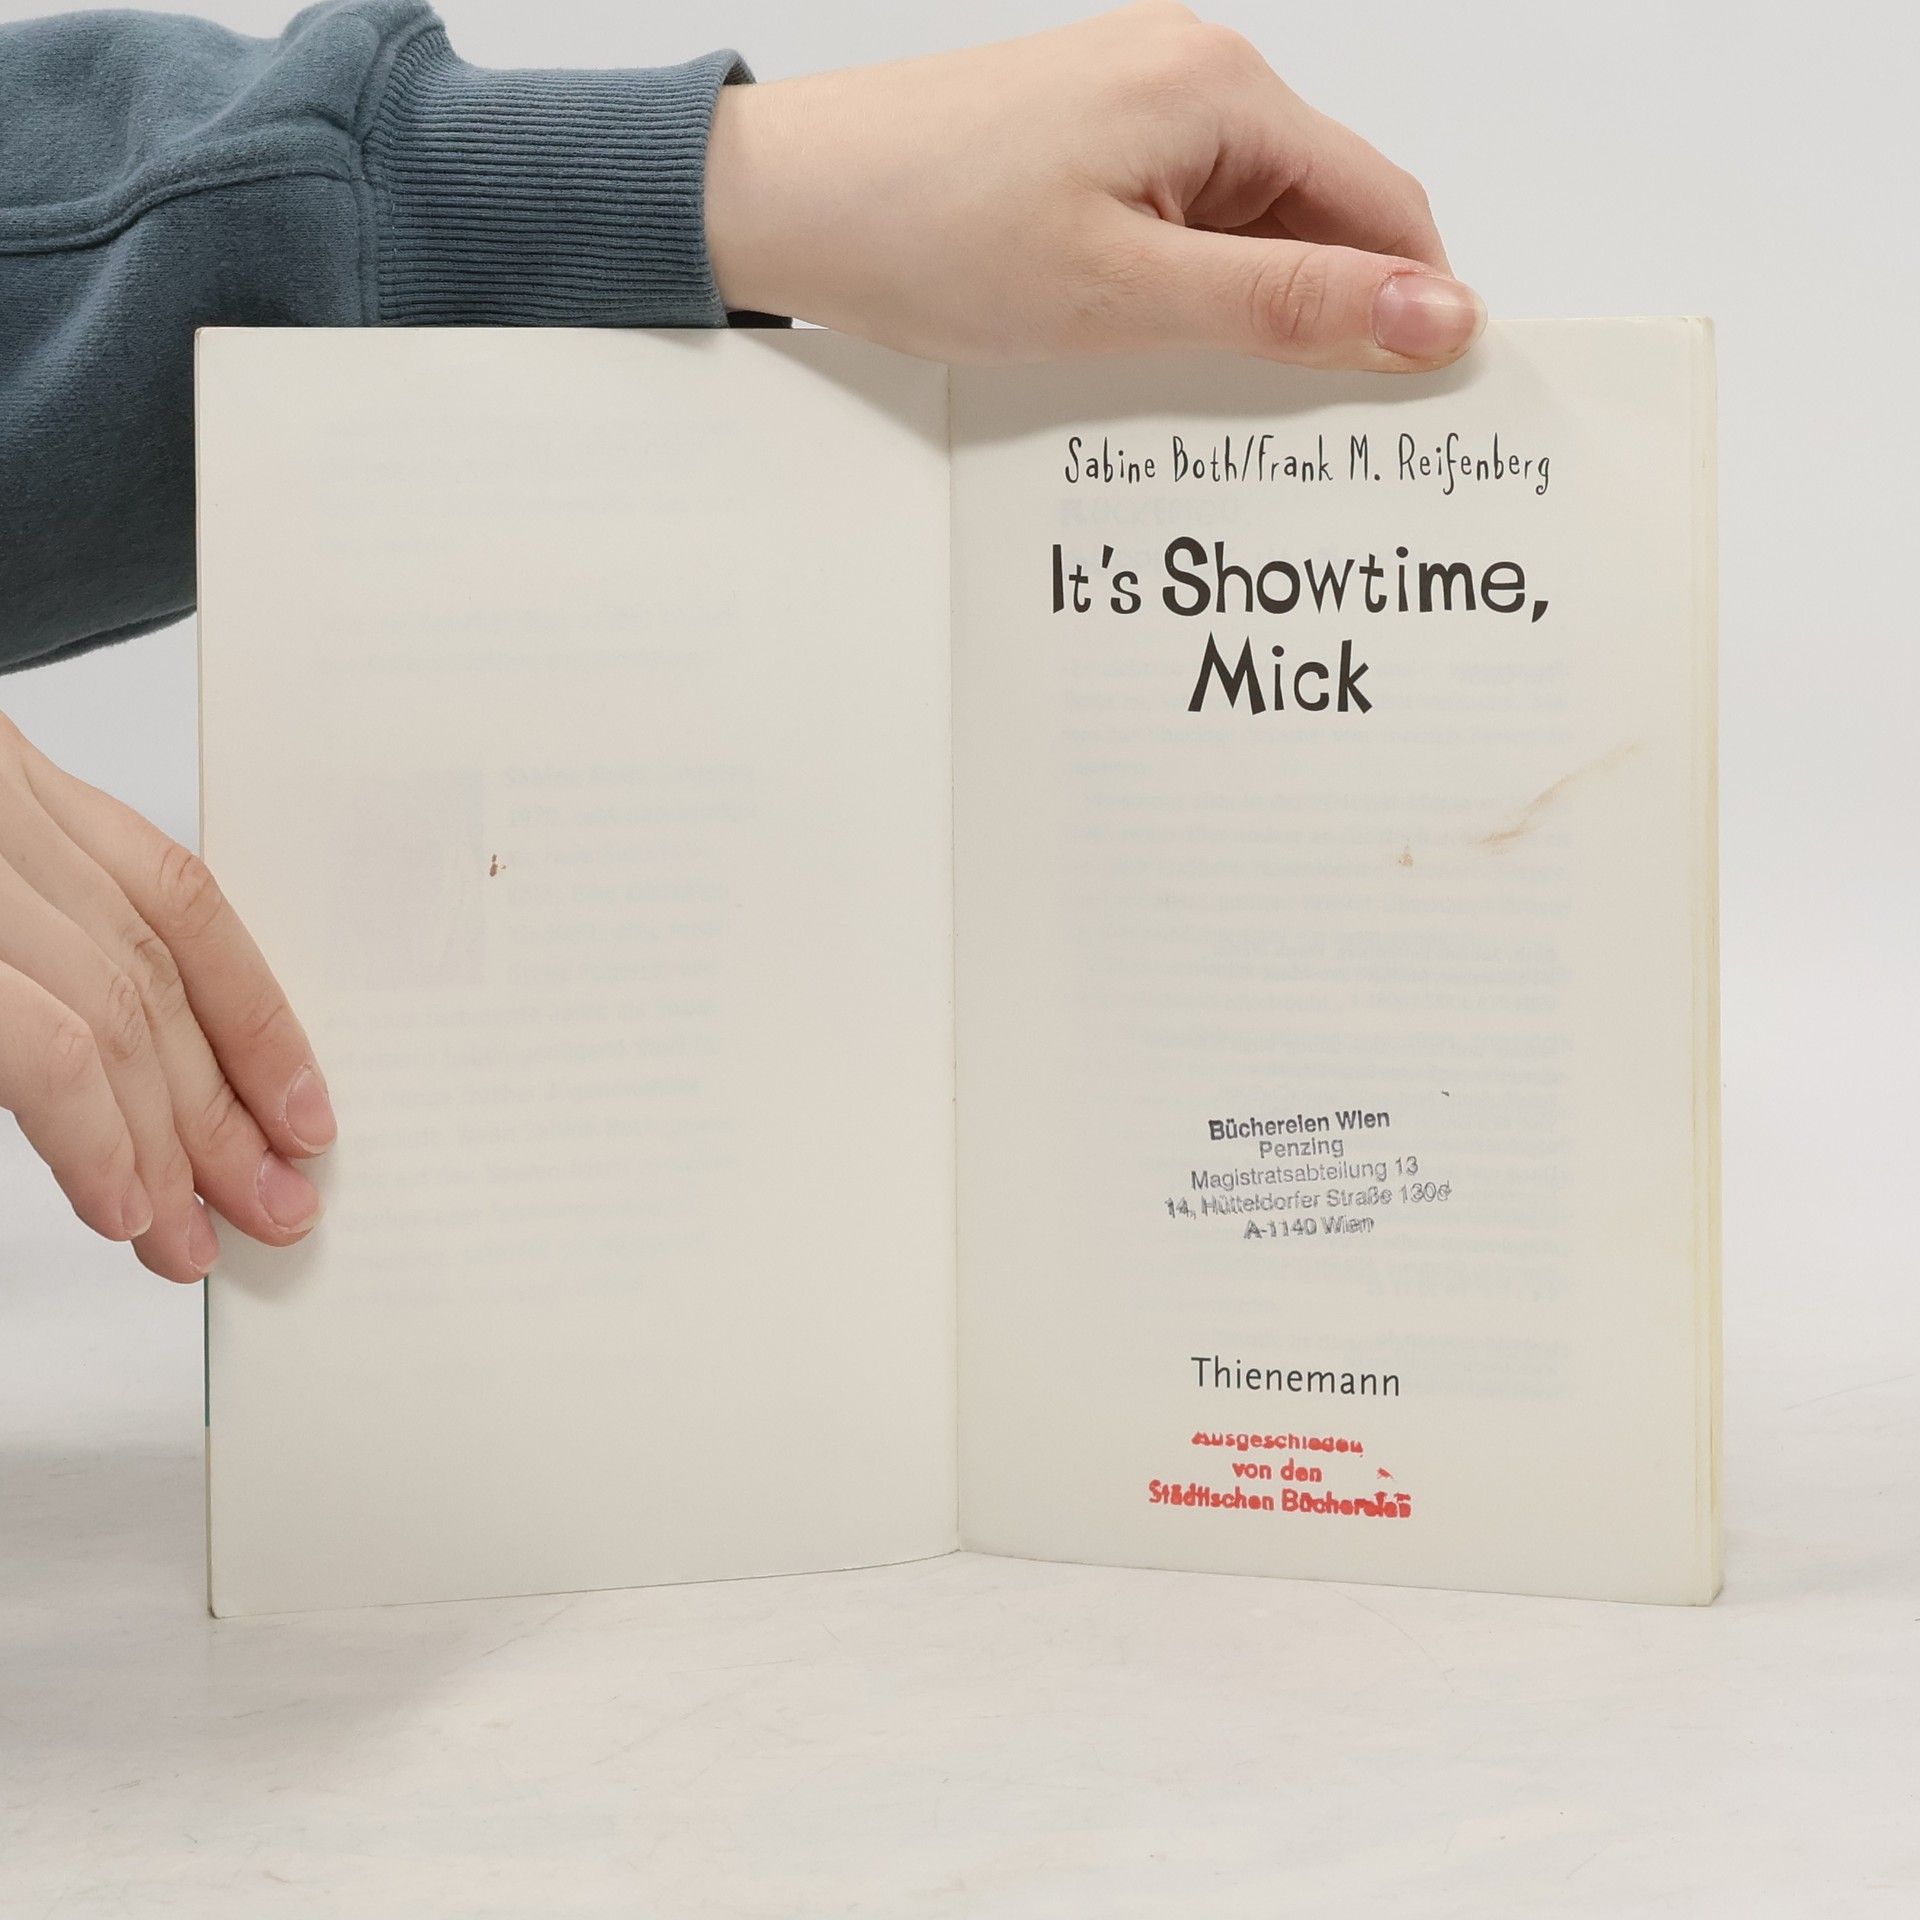 Sabine Both/Frank M. Reifenberg
It's Showtime,
Mick
Büchereien Wien
Penzing
Magistratsabteilung 13
14, Hütteldorfer Straße 130d
A-1140 Wien
Thienemann
Ausgeschieden
von den
Städtischen Büchereien